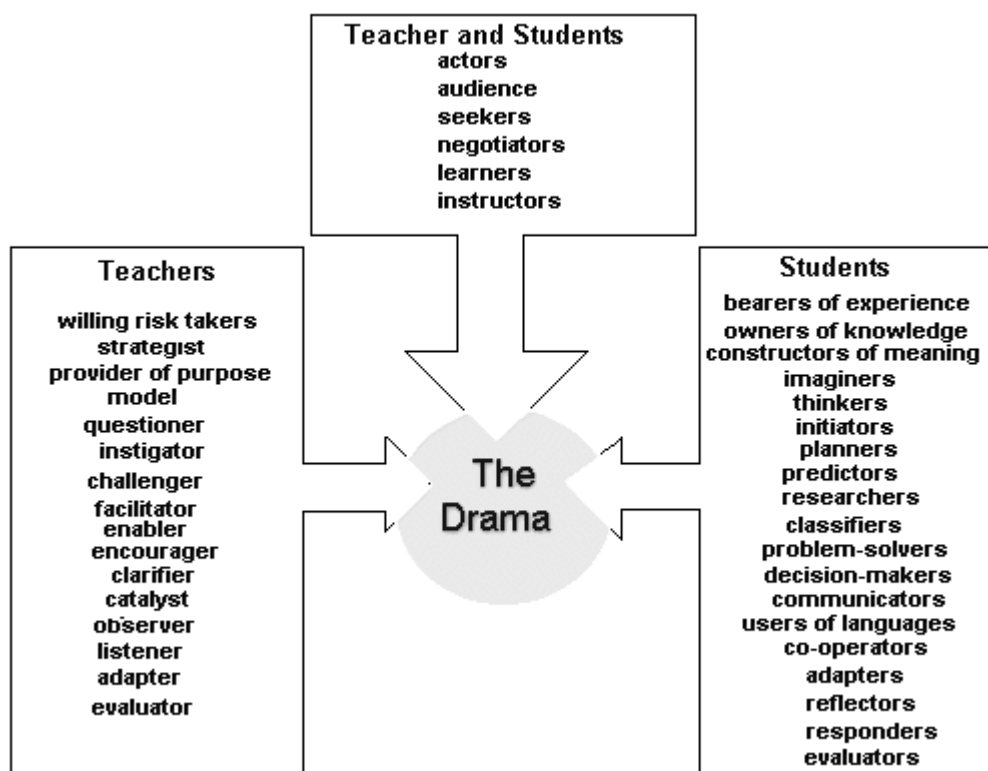 Teacher and Students
actors
audience
seekers
negotiators
learners
instructors
Teachers
willing risk takers
strategist
provider of purpose
model
questioner
instigator
challenger
facilitator
enabler
encourager
clarifier
catalyst
observer
listener
adapter
evaluator
The
Drama
Students
bearers of experience
owners of knowledge
constructors of meaning
imaginers
thinkers
initiators
planners
predictors
researchers
classifiers
problem-solvers
decision-makers
communicators
users of languages
co-operators
adapters
reflectors
responders
evaluators